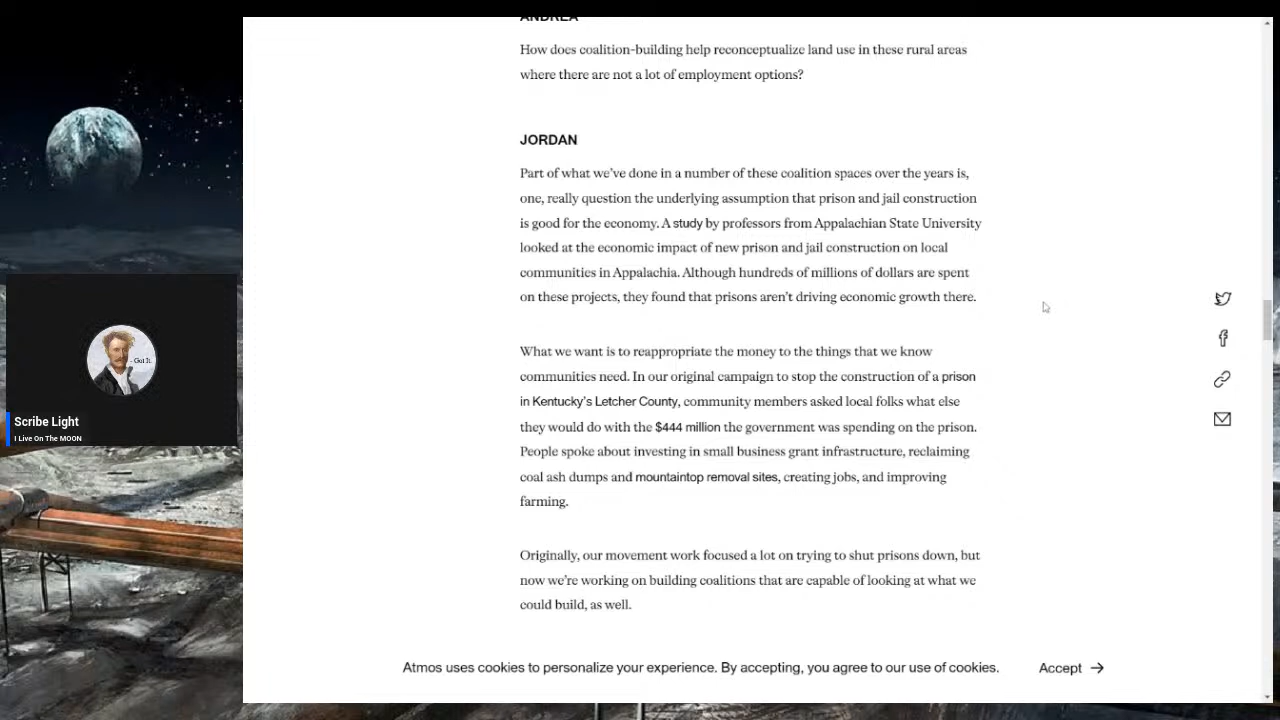 ANDREA
How does coalition-building help reconceptualize land use in these rural areas
where there are not a lot of employment options?
JORDAN
Part of what we've done in a number of these coalition spaces over the years is,
one, really question the underlying assumption that prison and jail construction
is good for the economy. A study by professors from Appalachian State University
looked at the economic impact of new prison and jail construction on local
communities in Appalachia. Although hundreds of millions of dollars are spent
on these projects, they found that prisons aren't driving economic growth there.
What we want is to reappropriate the money to the things that we know
communities need. In our original campaign to stop the construction of a prison
in Kentucky's Letcher County, community members asked local folks what else
they would do with the $444 million the government was spending on the prison.
People spoke about investing in small business grant infrastructure, reclaiming
coal ash dumps and mountaintop removal sites, creating jobs, and improving
farming.
Originally, our movement work focused a lot on trying to shut prisons down, but
now we're working on building coalitions that are capable of looking at what we
could build, as well.
Atmos uses cookies to personalize your experience. By accepting, you agree to our use of cookies.
Accept →
- Got It.
Scribe Light
I Live On The MOON